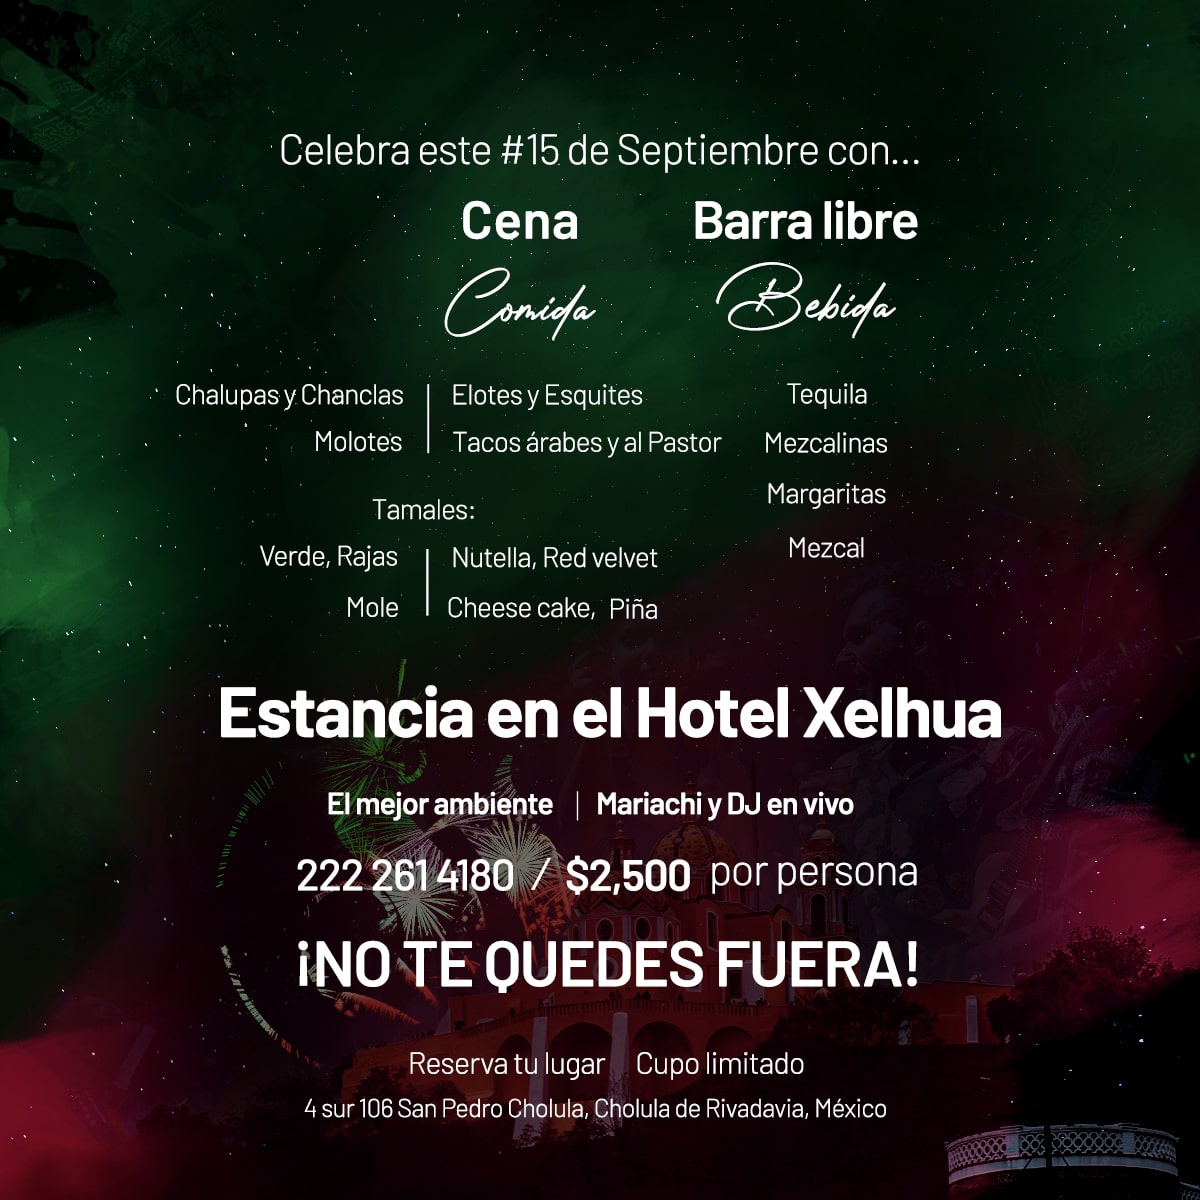 Celebra este #15 de Septiembre con...
Cena
Comida
Barra libre
Bebida
Chalupas y Chanclas
Molotes
Elotes y Esquites
Tacos árabes y al Pastor
Tamales:
Verde, Rajas
Mole
Nutella, Red velvet
Cheese cake, Piña
Tequila
Mezcalinas
Margaritas
Mezcal
Estancia en el Hotel Xelhua
El mejor ambiente | Mariachi y DJ en vivo
222 261 4180 / $2,500 por persona
¡NO TE QUEDES FUERA!
Reserva tu lugar Cupo limitado
4 sur 106 San Pedro Cholula, Cholula de Rivadavia, México